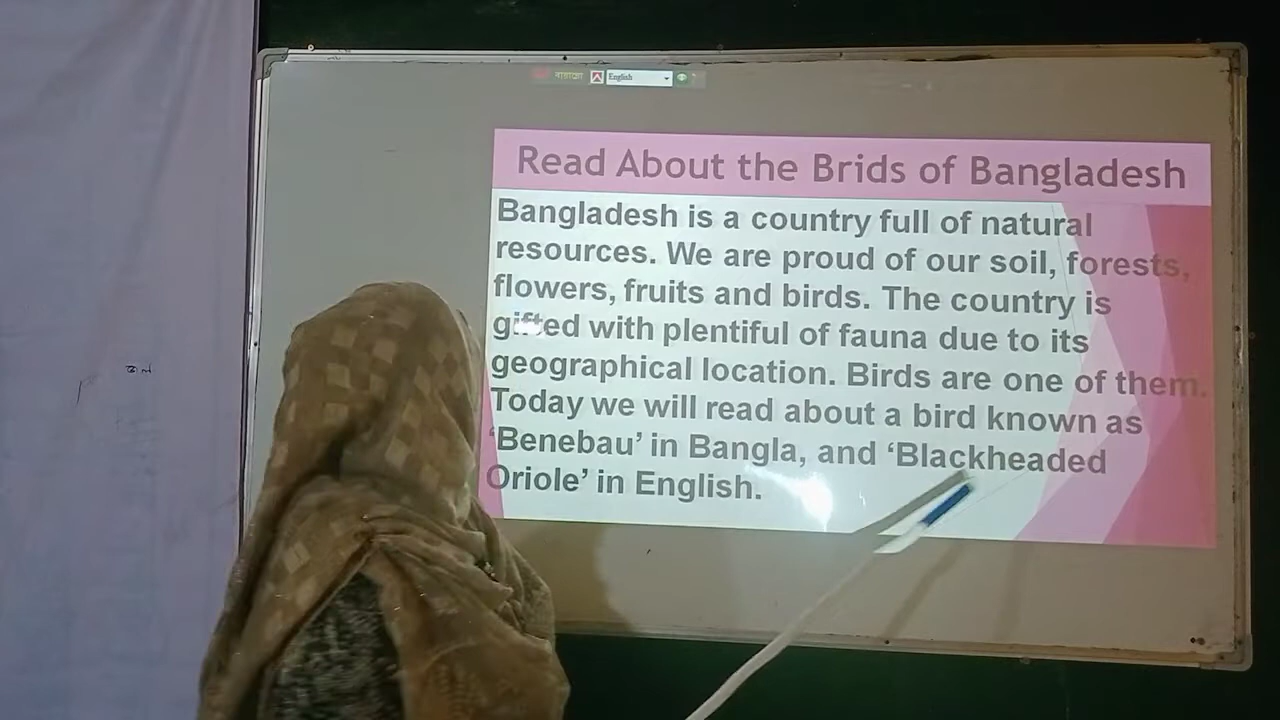 English
Read About the Brids of Bangladesh
Bangladesh is a country full of natural
resources. We are proud of our soil, forests,
flowers, fruits and birds. The country is
gifted with plentiful of fauna due to its
geographical location. Birds are one of them.
Today we will read about a bird known as
‘Benebau’ in Bangla, and ‘Blackheaded
Oriole’ in English.